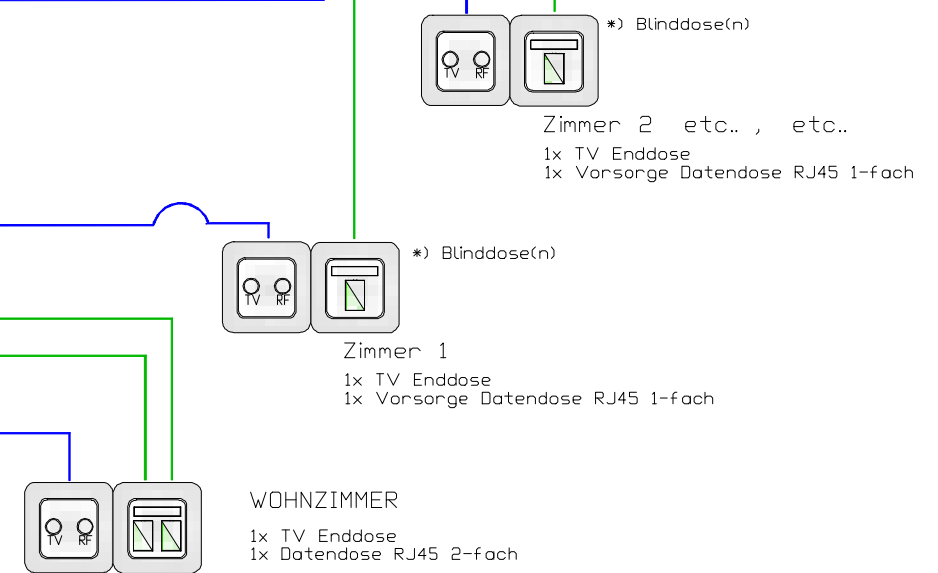 *) Blinddose(n)
TV RF
Zimmer 2 etc.. , etc..
1x TV Enddose
1x Vorsorge Datendose RJ45 1-fach
*) Blinddose(n)
TV RF
Zimmer 1
1x TV Enddose
1x Vorsorge Datendose RJ45 1-fach
WOHNZIMMER
TV RF
1x TV Enddose
1x Datendose RJ45 2-fach